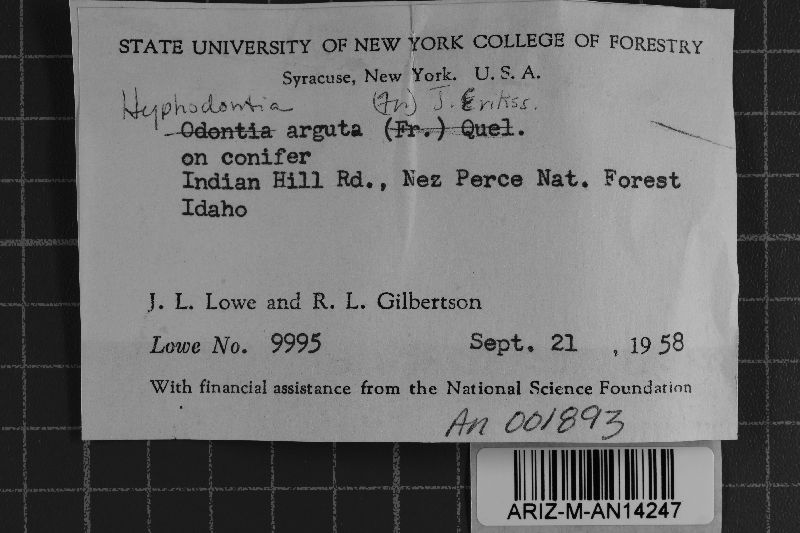 STATE UNIVERSITY OF NEW YORK COLLEGE OF FORESTRY
Syracuse, New York. U. S. A.
Hyphodontia (Fr) J. Erikss.
Odontia arguta (Fr.) Quel.
on conifer
Indian Hill Rd., Nez Perce Nat. Forest
Idaho
J. L. Lowe and R. L. Gilbertson
Lowe No. 9995 Sept. 21 , 19 58
With financial assistance from the National Science Foundation
An 001893
ARIZ-M-AN14247